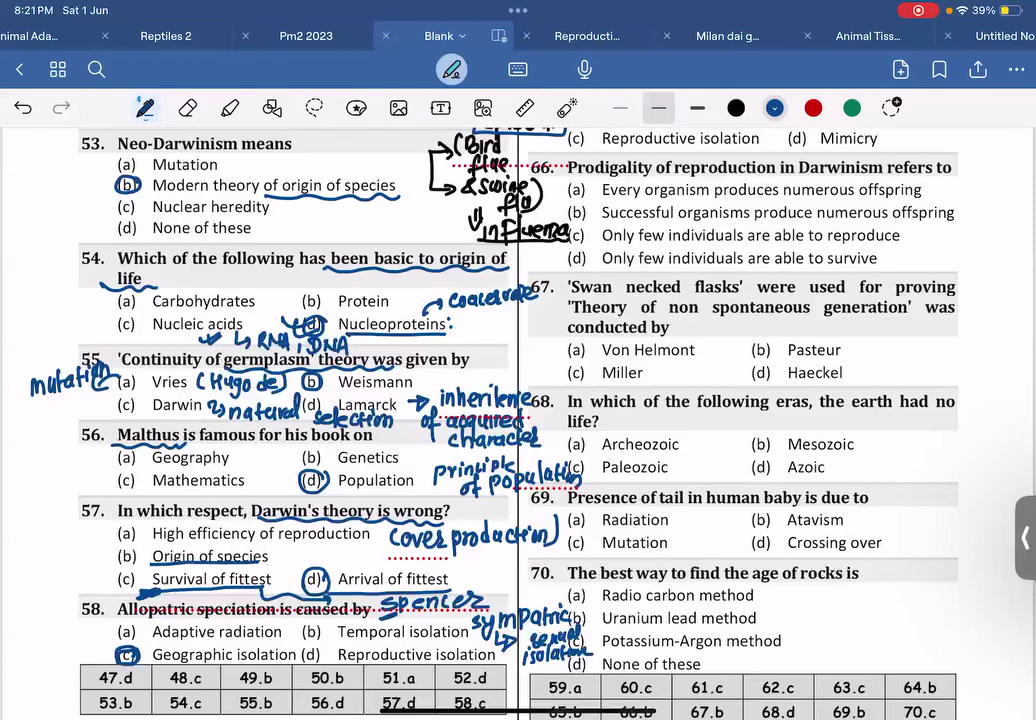 8:21PM Sat 1 Jun
39%
nimal Ada...
Reptiles 2
Pm2 2023
Blank
Reproducti...
Milan dai g...
Animal Tiss...
Untitled No
53. Neo-Darwinism means
(a) Mutation
(b) Modern theory of origin of species
(c) Nuclear heredity
(d) None of these
(Bird
flue
& swine
flu)
influenza
54. Which of the following has been basic to origin of
life
(a) Carbohydrates (b) Protein
(c) Nucleic acids (d) Nucleoproteins:
coacervate
RNA, DNA
55. 'Continuity of germplasm' theory was given by
mutation
(a) Vries (Hugo de) (b) Weismann
(c) Darwin (d) Lamarck
natural selection
inheritence
of acquired
character
56. Malthus is famous for his book on
(a) Geography (b) Genetics
(c) Mathematics (d) Population
principle
of population
57. In which respect, Darwin's theory is wrong?
(a) High efficiency of reproduction
(over production)
(b) Origin of species
(c) Survival of fittest (d) Arrival of fittest
spencer
58. Allopatric speciation is caused by
(a) Adaptive radiation (b) Temporal isolation
(c) Geographic isolation (d) Reproductive isolation
sympatric
sexual
isolation
47.d 48.c 49.b 50.b 51.a 52.d
53.b 54.c 55.b 56.d 57.d 58.c
(c) Reproductive isolation (d) Mimicry
66. Prodigality of reproduction in Darwinism refers to
(a) Every organism produces numerous offspring
(b) Successful organisms produce numerous offspring
(c) Only few individuals are able to reproduce
(d) Only few individuals are able to survive
67. 'Swan necked flasks' were used for proving
'Theory of non spontaneous generation' was
conducted by
(a) Von Helmont (b) Pasteur
(c) Miller (d) Haeckel
68. In which of the following eras, the earth had no
life?
(a) Archeozoic (b) Mesozoic
(c) Paleozoic (d) Azoic
69. Presence of tail in human baby is due to
(a) Radiation (b) Atavism
(c) Mutation (d) Crossing over
70. The best way to find the age of rocks is
(a) Radio carbon method
(b) Uranium lead method
(c) Potassium-Argon method
(d) None of these
59.a 60.c 61.c 62.c 63.c 64.b
65.b 66.b 67.b 68.d 69.b 70.c